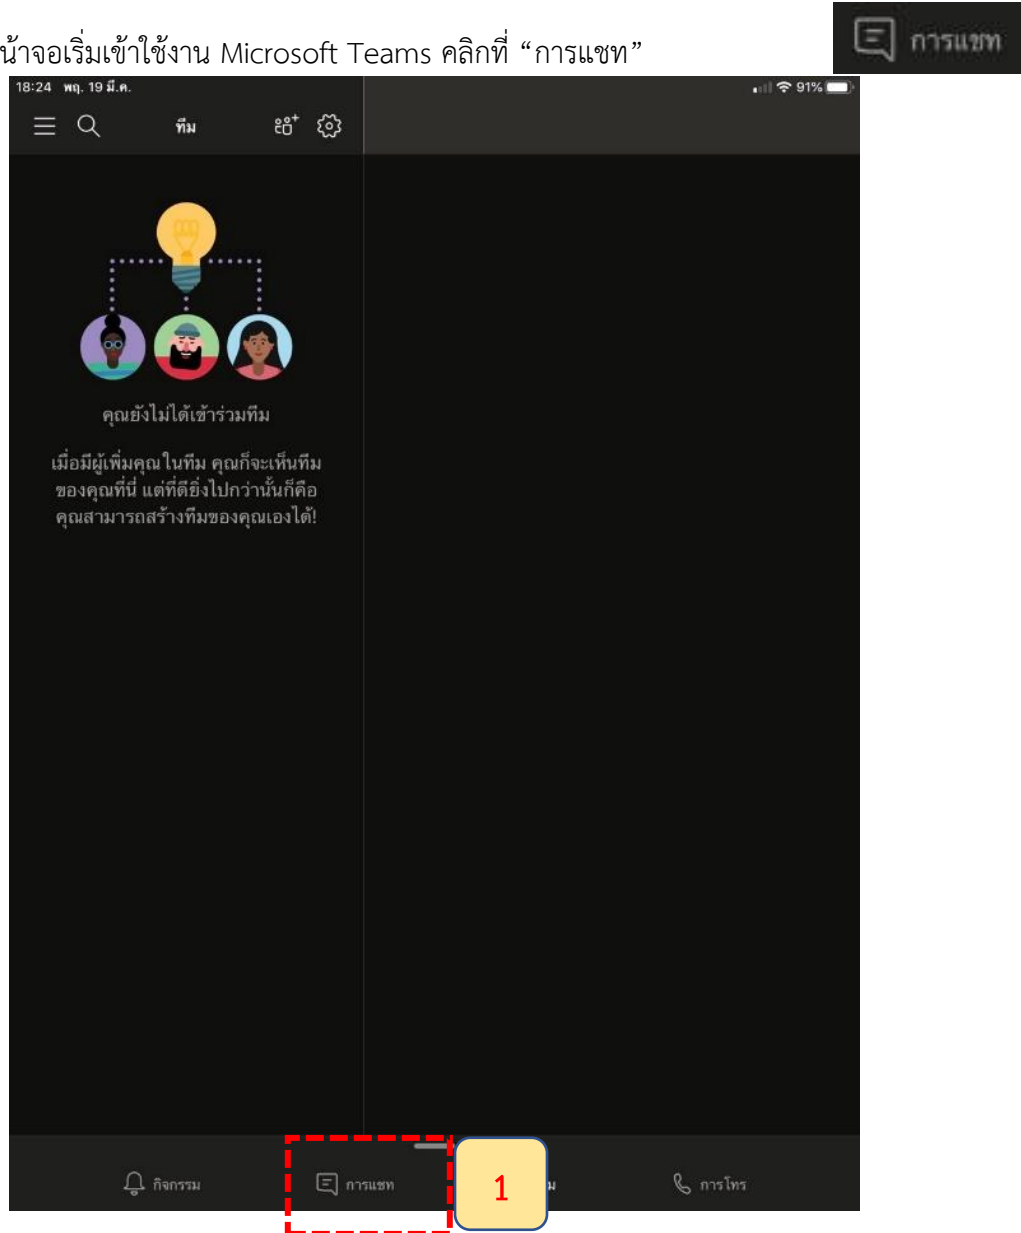 น้าจอเริ่มเข้าใช้งาน Microsoft Teams คลิกที่ “การแชท”
การแชท
18:24 พฤ. 19 มี.ค.
91%
ทีม
คุณยังไม่ได้เข้าร่วมทีม
เมื่อมีผู้เพิ่มคุณในทีม คุณก็จะเห็นทีม
ของคุณที่นี่ แต่ที่ดียิ่งไปกว่านั้นก็คือ
คุณสามารถสร้างทีมของคุณเองได้!
กิจกรรม
การแชท
1
ม
การโทร